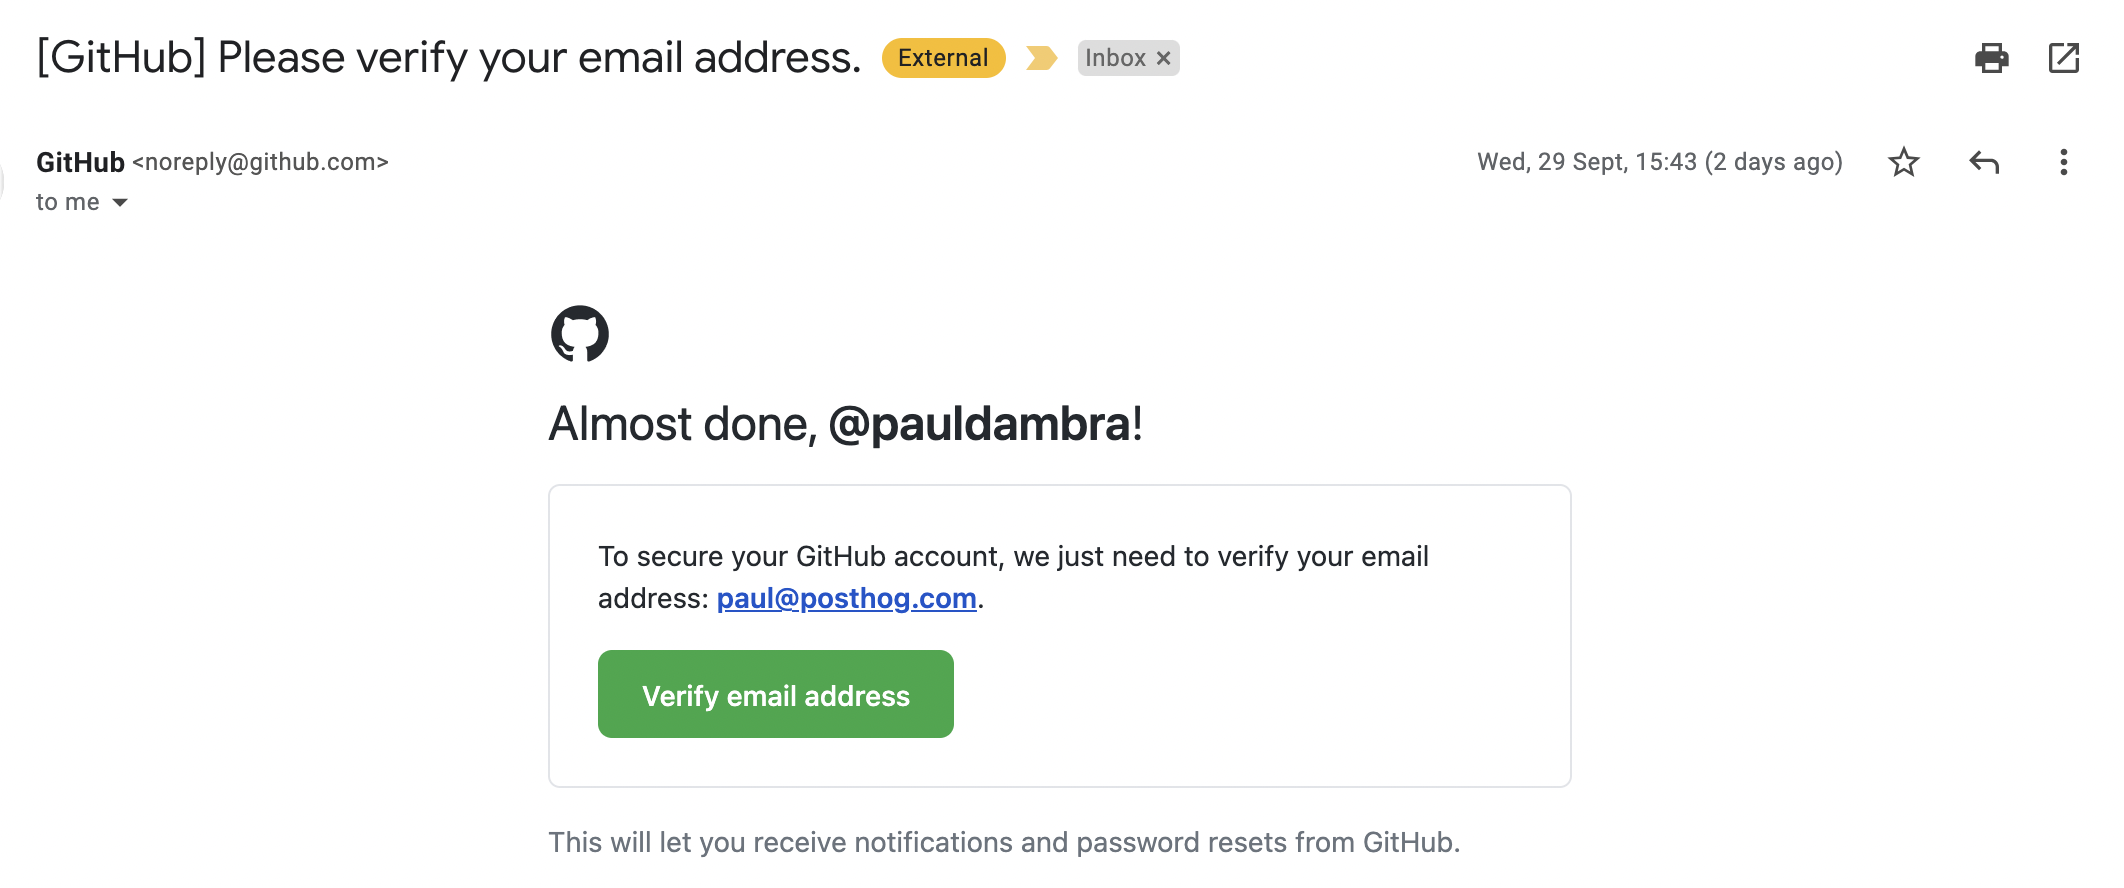 [GitHub] Please verify your email address. External Inbox ×
GitHub <noreply@github.com> Wed, 29 Sept, 15:43 (2 days ago)
to me
Almost done, @pauldambra!
To secure your GitHub account, we just need to verify your email
address: paul@posthog.com.
Verify email address
This will let you receive notifications and password resets from GitHub.